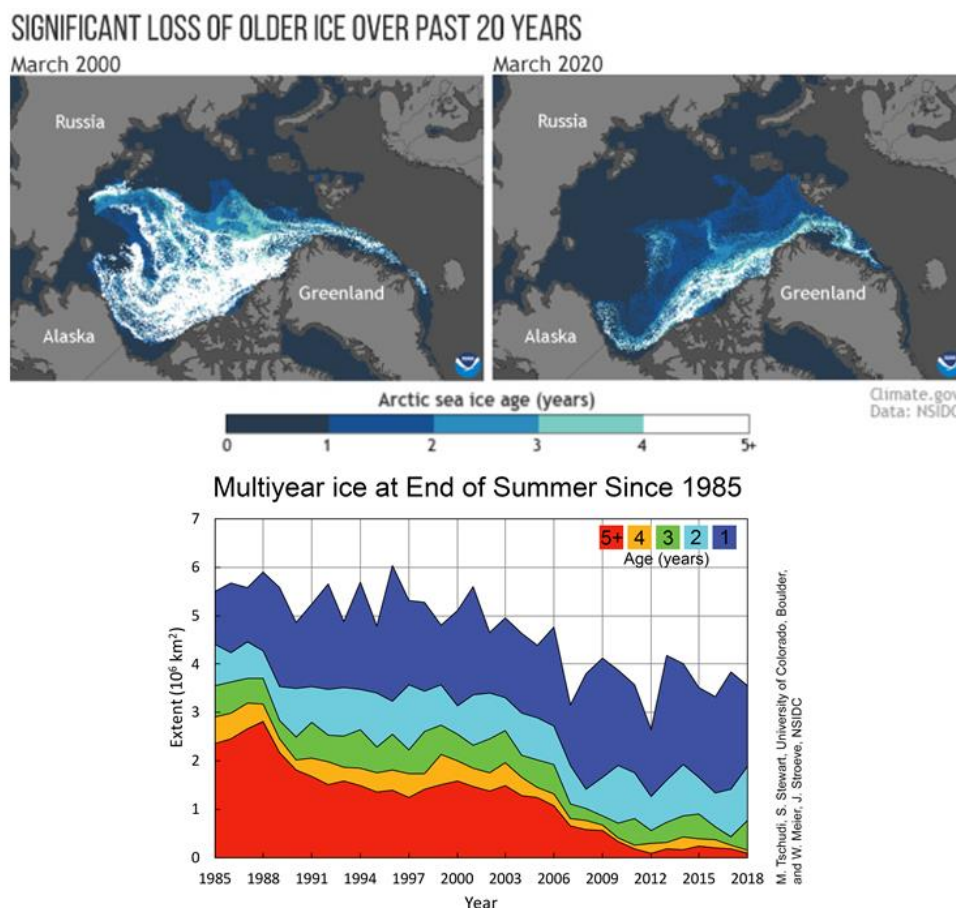 SIGNIFICANT LOSS OF OLDER ICE OVER PAST 20 YEARS
March 2000
March 2020
Russia
Greenland
Alaska
Russia
Greenland
Alaska
Arctic sea ice age (years)
0 1 2 3 4 5+
Climate.gov
Data: NSIDC
Multiyear ice at End of Summer Since 1985
7
6
5
4
3
2
1
0
Extent (10⁶ km²)
5+ 4 3 2 1
Age (years)
1985 1988 1991 1994 1997 2000 2003 2006 2009 2012 2015 2018
Year
M. Tschudi, S. Stewart, University of Colorado, Boulder,
and W. Meier, J. Stroeve, NSIDC